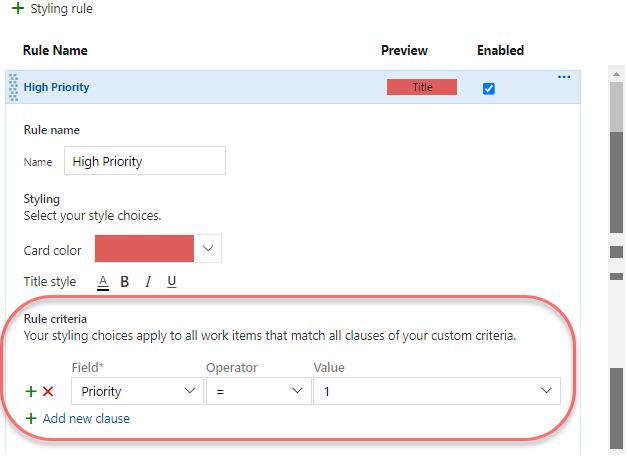 + Styling rule
Rule Name Preview Enabled
High Priority Title ...
Rule name
Name High Priority
Styling
Select your style choices.
Card color
Title style A B I U
Rule criteria
Your styling choices apply to all work items that match all clauses of your custom criteria.
Field* Operator Value
Priority = 1
+ Add new clause